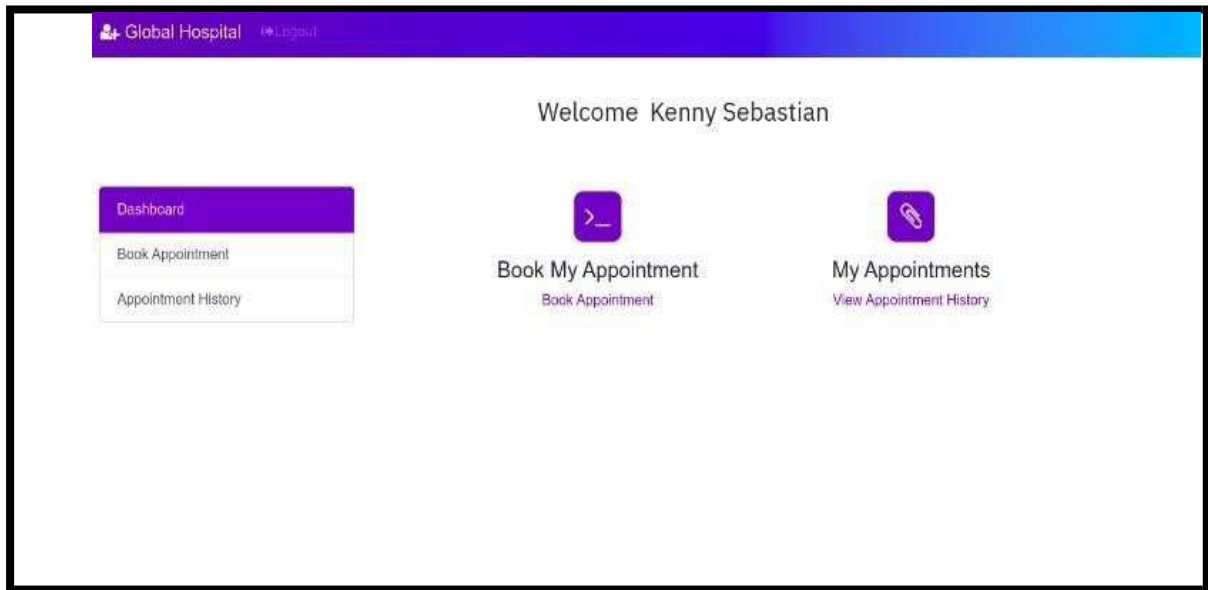 Global Hospital Logout
Welcome Kenny Sebastian
Dashboard
Book Appointment
Appointment History
Book My Appointment
Book Appointment
My Appointments
View Appointment History